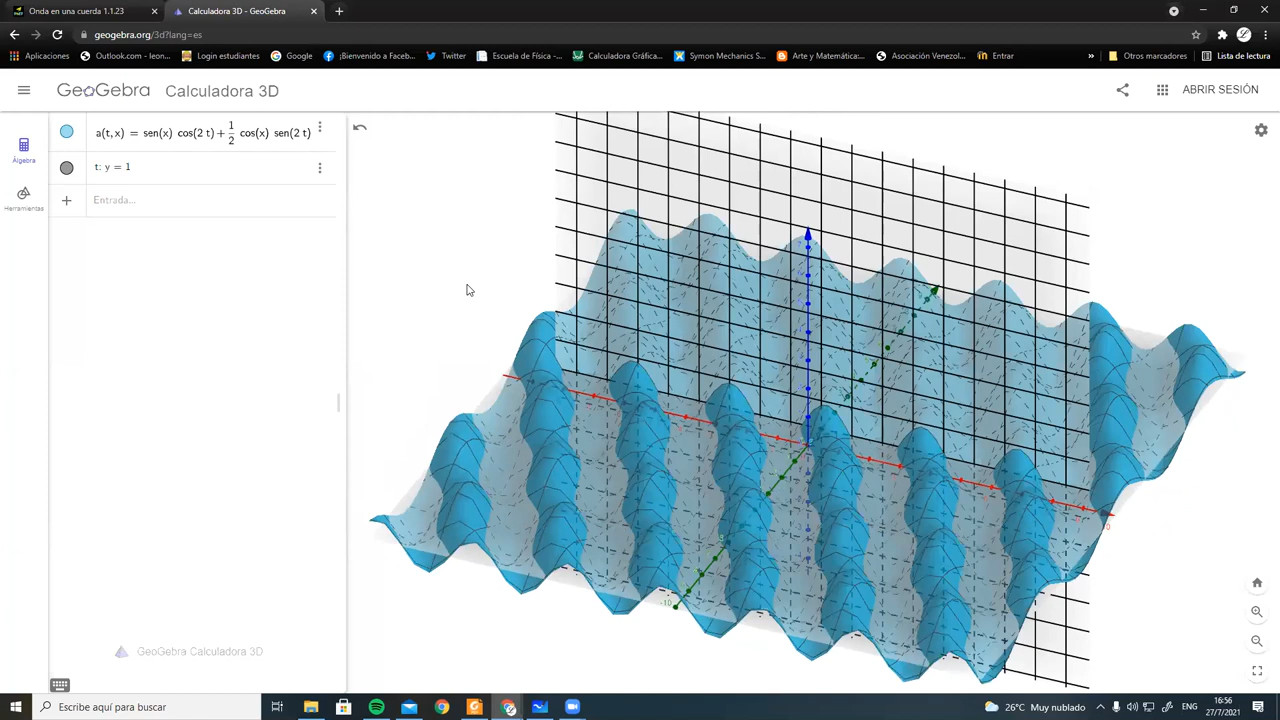 Onda en una cuerda 1.1.23
Calculadora 3D - GeoGebra
geogebra.org/3d?lang=es
Aplicaciones
Outlook.com - leon...
Login estudiantes
Google
¡Bienvenido a Faceb...
Twitter
Escuela de Física -...
Calculadora Gráfica...
Symon Mechanics S...
Arte y Matemática:...
Asociación Venezol...
Entrar
»
Otros marcadores
Lista de lectura
GeoGebra Calculadora 3D
ABRIR SESIÓN
Álgebra
Herramientas
a(t, x) = sen(x) cos(2 t) + 1/2 cos(x) sen(2 t)
t: y = 1
Entrada...
-10
GeoGebra Calculadora 3D
Escribe aquí para buscar
26°C Muy nublado
16:56
27/7/2021